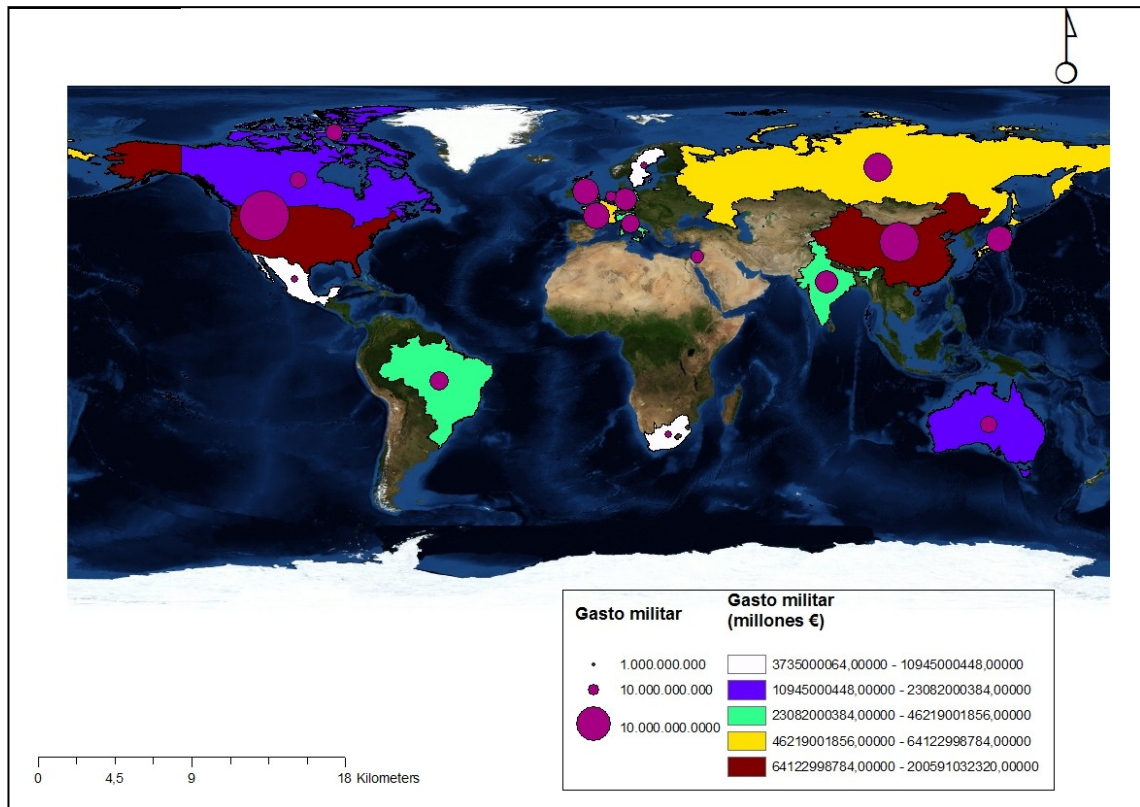 Gasto militar
1.000.000.000
10.000.000.000
10.000.000.0000
Gasto militar
(millones €)
3735000064,00000 - 10945000448,00000
10945000448,00000 - 23082000384,00000
23082000384,00000 - 46219001856,00000
46219001856,00000 - 64122998784,00000
64122998784,00000 - 200591032320,00000
0 4,5 9 18 Kilometers